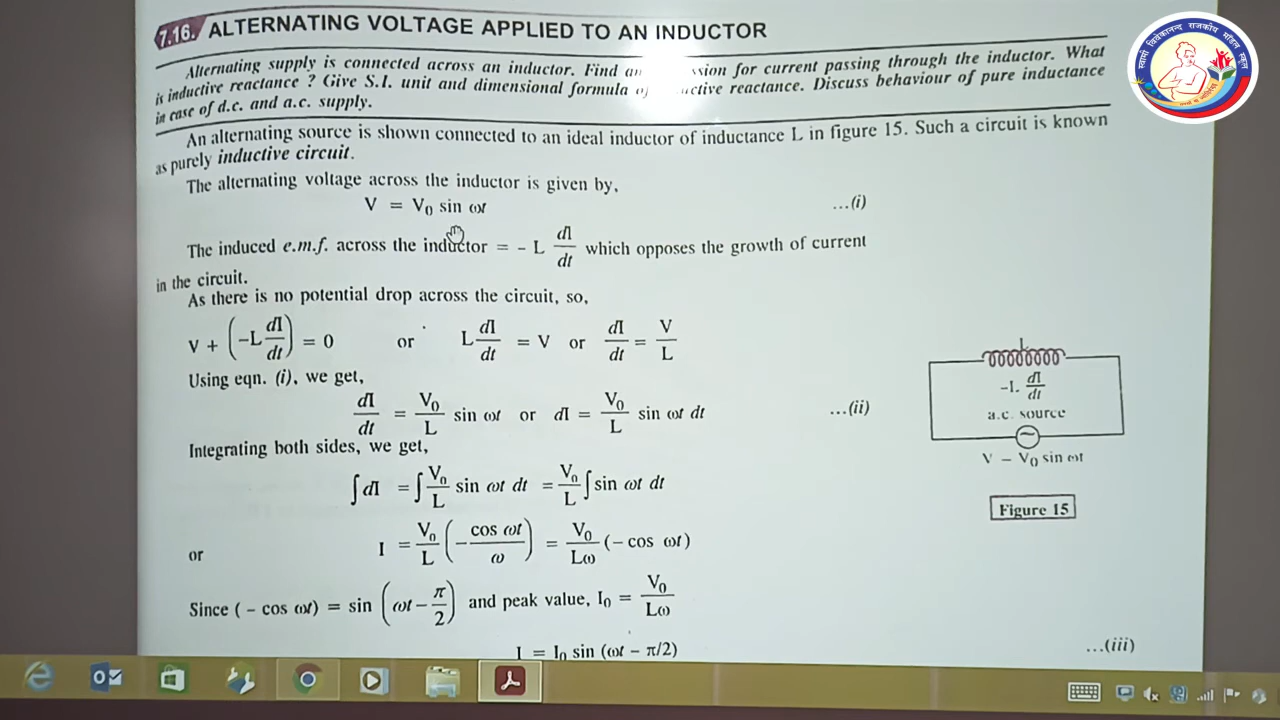 7.16. ALTERNATING VOLTAGE APPLIED TO AN INDUCTOR
Alternating supply is connected across an inductor. Find an ssion for current passing through the inductor. What
is inductive reactance ? Give S.I. unit and dimensional formula o uctive reactance. Discuss behaviour of pure inductance
in case of d.c. and a.c. supply.
An alternating source is shown connected to an ideal inductor of inductance L in figure 15. Such a circuit is known
as purely inductive circuit.
The alternating voltage across the inductor is given by,
V = V₀ sin ωt ...(i)
The induced e.m.f. across the inductor = – L dI/dt which opposes the growth of current
in the circuit.
As there is no potential drop across the circuit, so,
V + (–L dI/dt) = 0 or L dI/dt = V or dI/dt = V/L
Using eqn. (i), we get,
dI/dt = V₀/L sin ωt or dI = V₀/L sin ωt dt ...(ii)
Integrating both sides, we get,
∫dI = ∫ V₀/L sin ωt dt = V₀/L ∫ sin ωt dt
or I = V₀/L (– cos ωt/ω) = V₀/Lω (– cos ωt)
Since (– cos ωt) = sin (ωt – π/2) and peak value, I₀ = V₀/Lω
I = I₀ sin (ωt – π/2) ...(iii)
L
–L dI/dt
a.c. source
V = V₀ sin ωt
Figure 15
स्वामी विवेकानन्द राजकीय मॉडल स्कूल